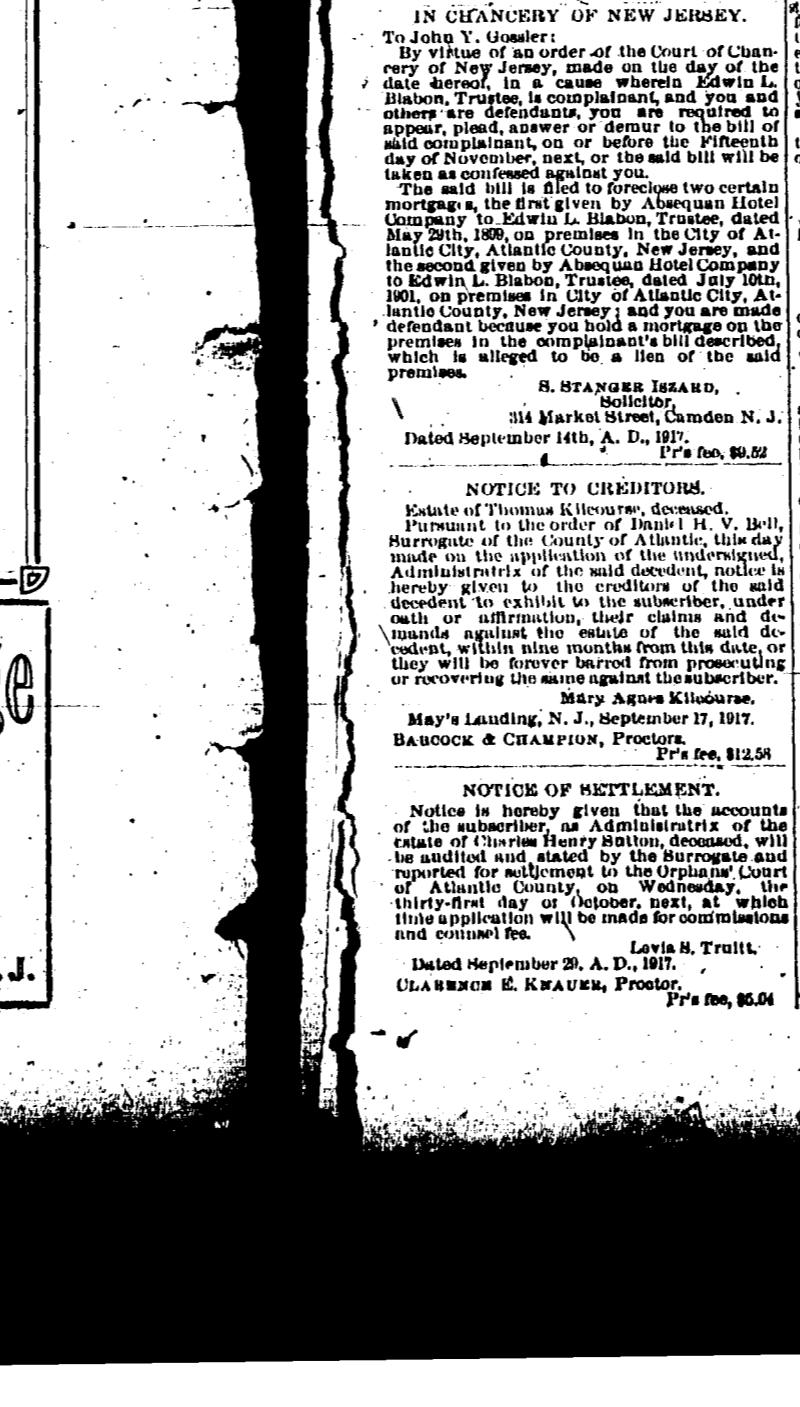 IN CHANCERY OF NEW JERSEY.
To John Y. Gossler:
By virtue of an order of the Court of Chan-
cery of New Jersey, made on the day of the
date hereof, in a cause wherein Edwin L.
Blabon, Trustee, is complainant, and you and
others are defendants, you are required to
appear, plead, answer or demur to the bill of
said complainant, on or before the Fifteenth
day of November, next, or the said bill will be
taken as confessed against you.
The said bill is filed to foreclose two certain
mortgages, the first given by Absequan Hotel
Company to Edwin L. Blabon, Trustee, dated
May 29th, 1899, on premises in the City of At-
lantic City, Atlantic County, New Jersey, and
the second given by Absequan Hotel Company
to Edwin L. Blabon, Trustee, dated July 10th,
1901, on premises in City of Atlantic City, At-
lantic County, New Jersey; and you are made
defendant because you hold a mortgage on the
premises in the complainant's bill described,
which is alleged to be a lien of the said
premises.
S. STANGER ISZARD,
Solicitor,
314 Market Street, Camden N. J.
Dated September 14th, A. D., 1917.
Pr's fee, $9.52
NOTICE TO CREDITORS.
Estate of Thomas Kilcourse, deceased.
Pursuant to the order of Daniel H. V. Bell,
Surrogate of the County of Atlantic, this day
made on the application of the undersigned,
Administratrix of the said decedent, notice is
hereby given to the creditors of the said
decedent to exhibit to the subscriber, under
oath or affirmation, their claims and de-
mands against the estate of the said de-
cedent, within nine months from this date, or
they will be forever barred from prosecuting
or recovering the same against the subscriber.
Mary Agnes Kilcourse.
May's Landing, N. J., September 17, 1917.
BABCOCK & CHAMPION, Proctors.
Pr's fee, $12.58
NOTICE OF SETTLEMENT.
Notice is hereby given that the accounts
of the subscriber, as Administratrix of the
estate of Charles Henry Sutton, deceased, will
be audited and stated by the Surrogate and
reported for settlement to the Orphans' Court
of Atlantic County, on Wednesday, the
thirty-first day of October, next, at which
time application will be made for commissions
and counsel fee.
Levia S. Truitt.
Dated September 29, A. D., 1917.
CLARENCE E. KNAUER, Proctor.
Pr's fee, $5.04
J.